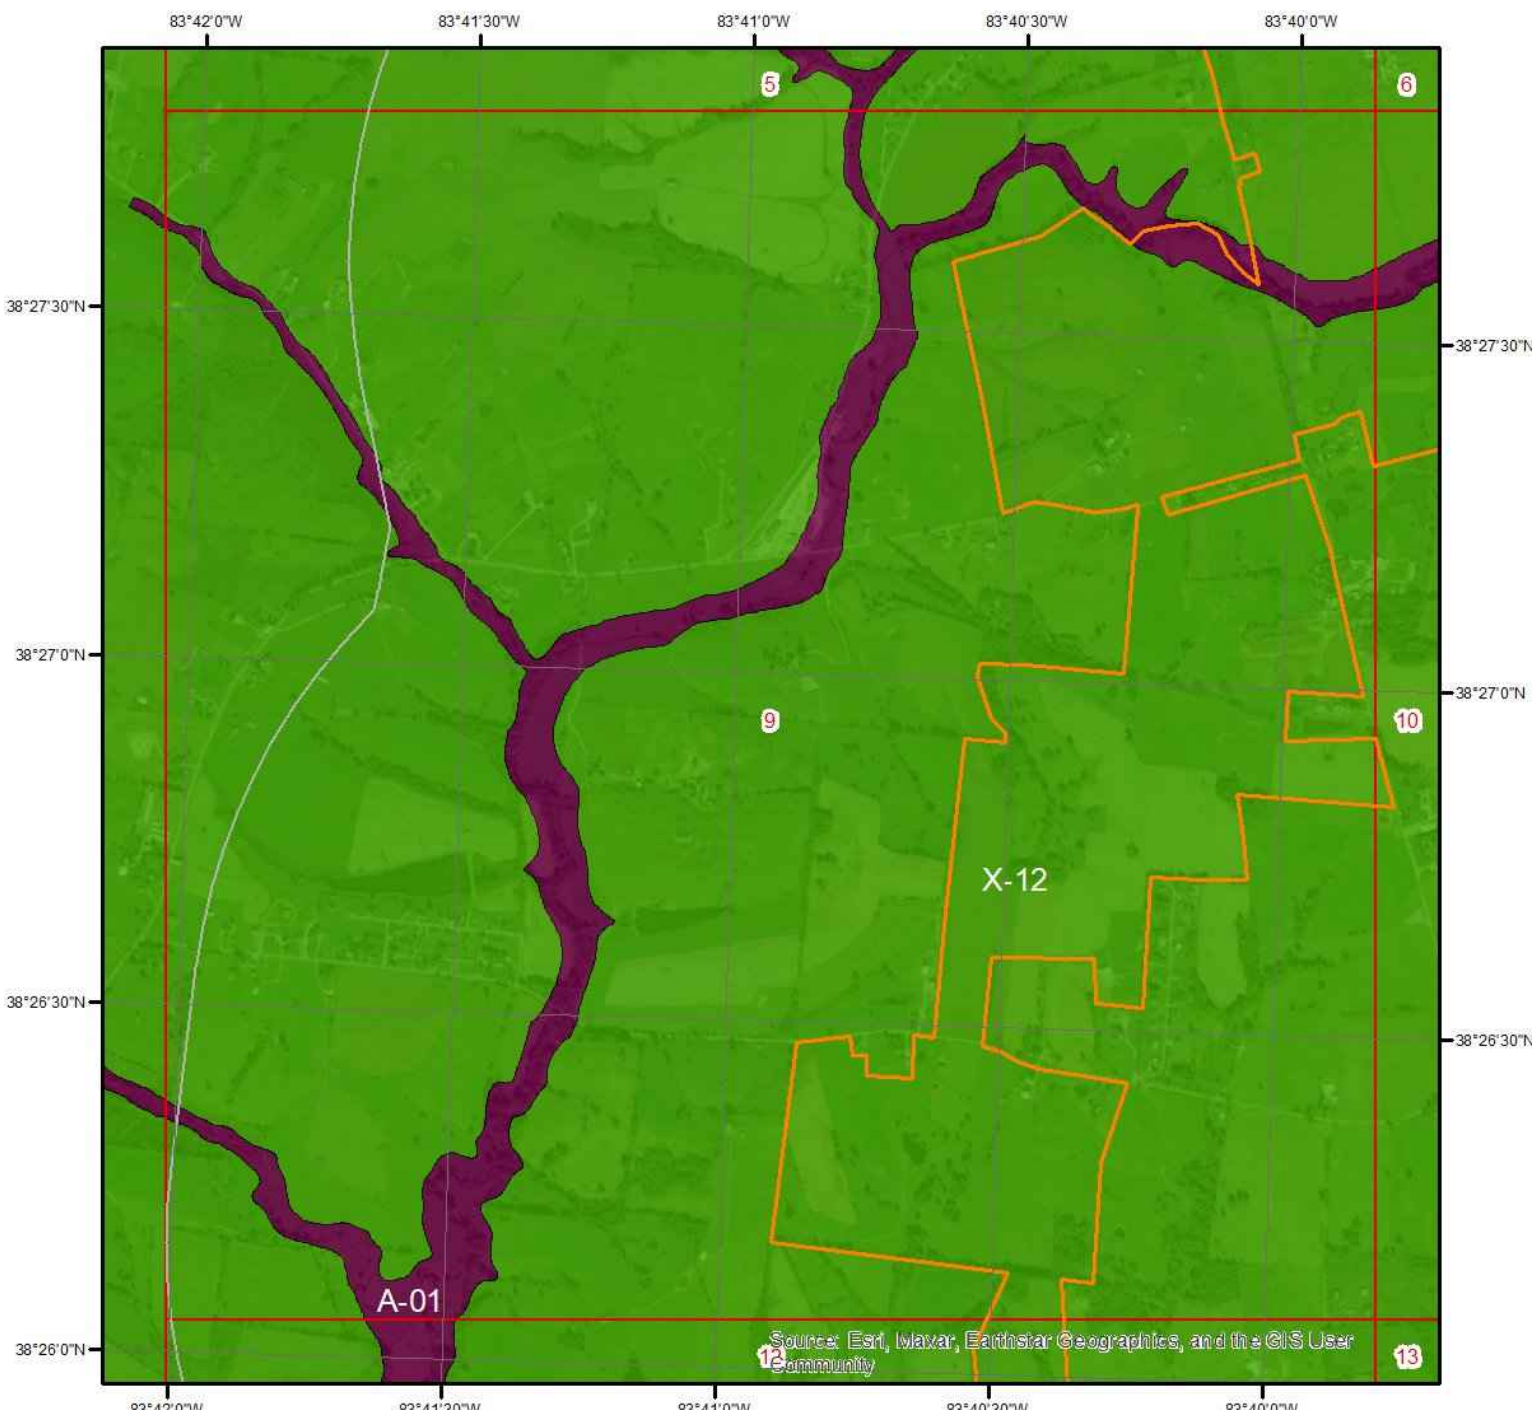 83°42'0"W
83°41'30"W
83°41'0"W
83°40'30"W
83°40'0"W
5
6
38°27'30"N
38°27'30"N
38°27'0"N
38°27'0"N
9
10
X-12
38°26'30"N
38°26'30"N
A-01
Source: Esri, Maxar, Earthstar Geographics, and the GIS User
Community
12
13
38°26'0"N
83°42'0"W
83°41'30"W
83°41'0"W
83°40'30"W
83°40'0"W